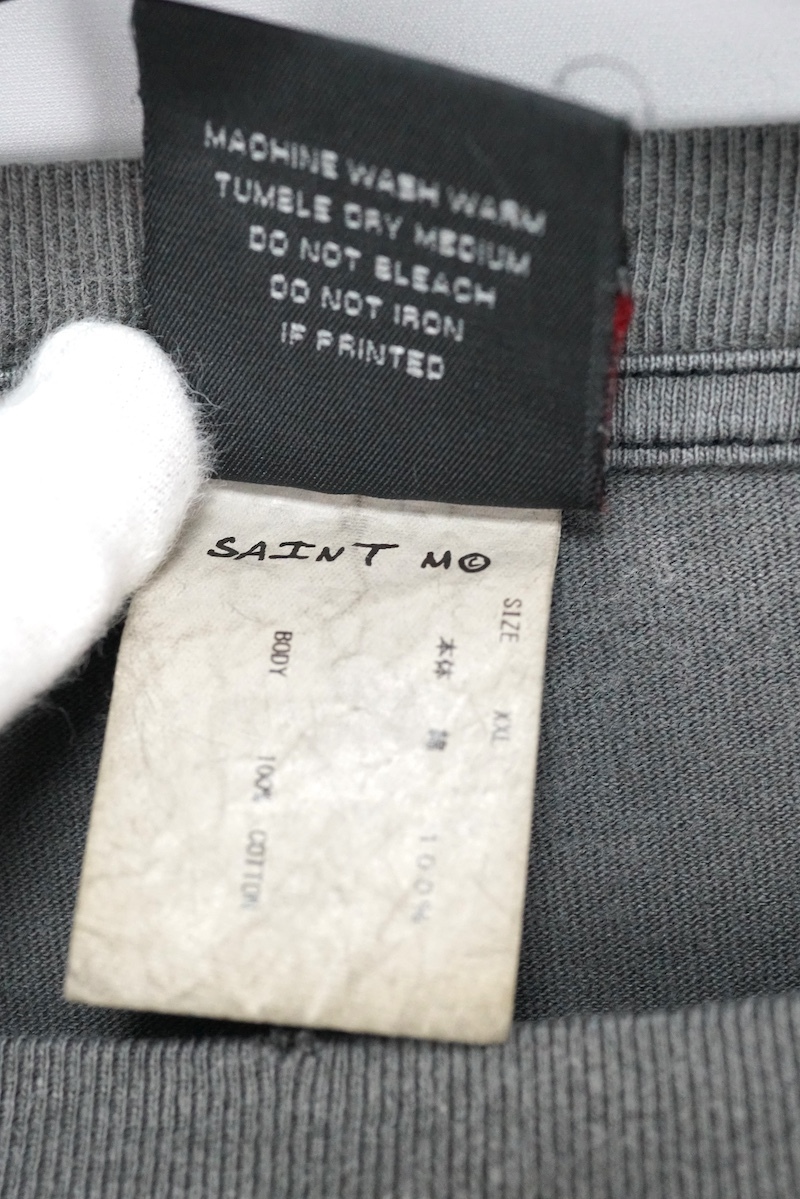 MACHINE WASH WARM
TUMBLE DRY MEDIUM
DO NOT BLEACH
DO NOT IRON
IF PRINTED
SAINT M©
SIZE XXL
本体 綿 100%
BODY 100% COTTON